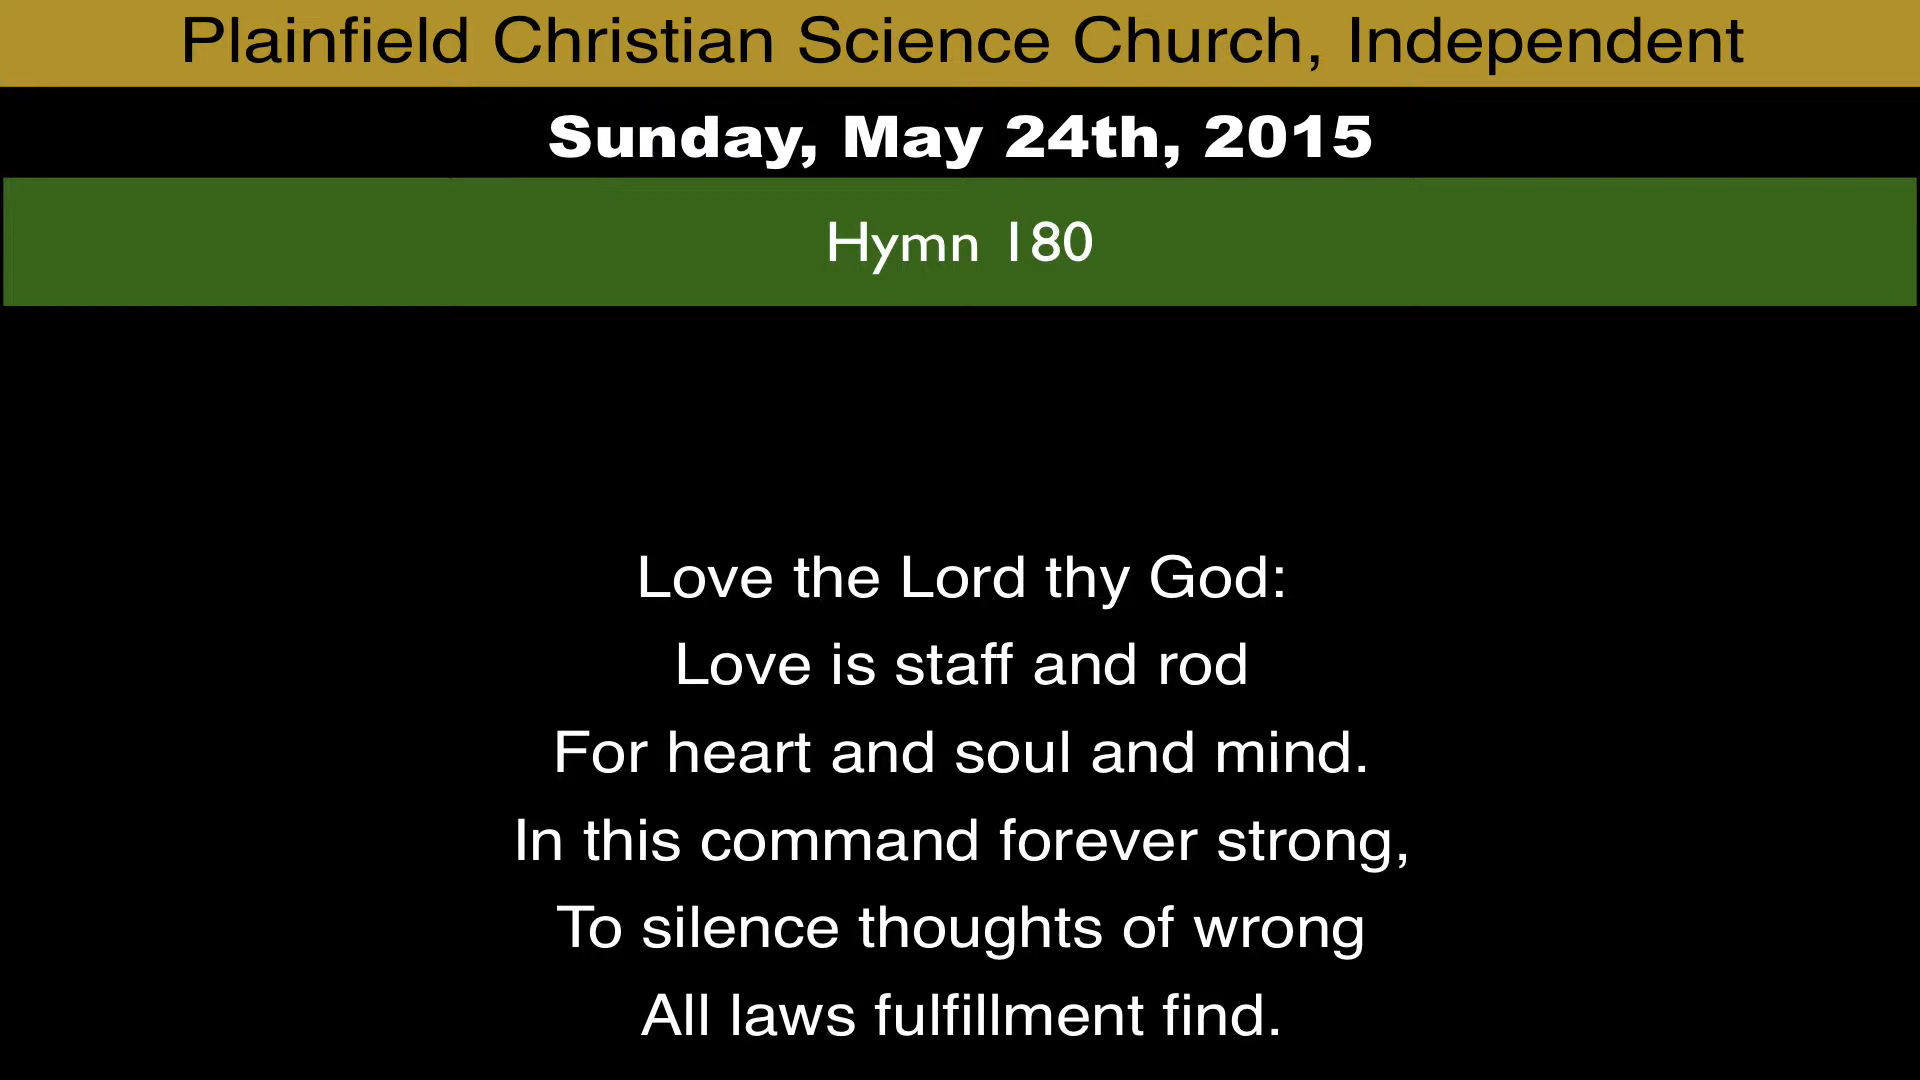 Plainfield Christian Science Church, Independent
Sunday, May 24th, 2015
Hymn 180
Love the Lord thy God:
Love is staff and rod
For heart and soul and mind.
In this command forever strong,
To silence thoughts of wrong
All laws fulfillment find.